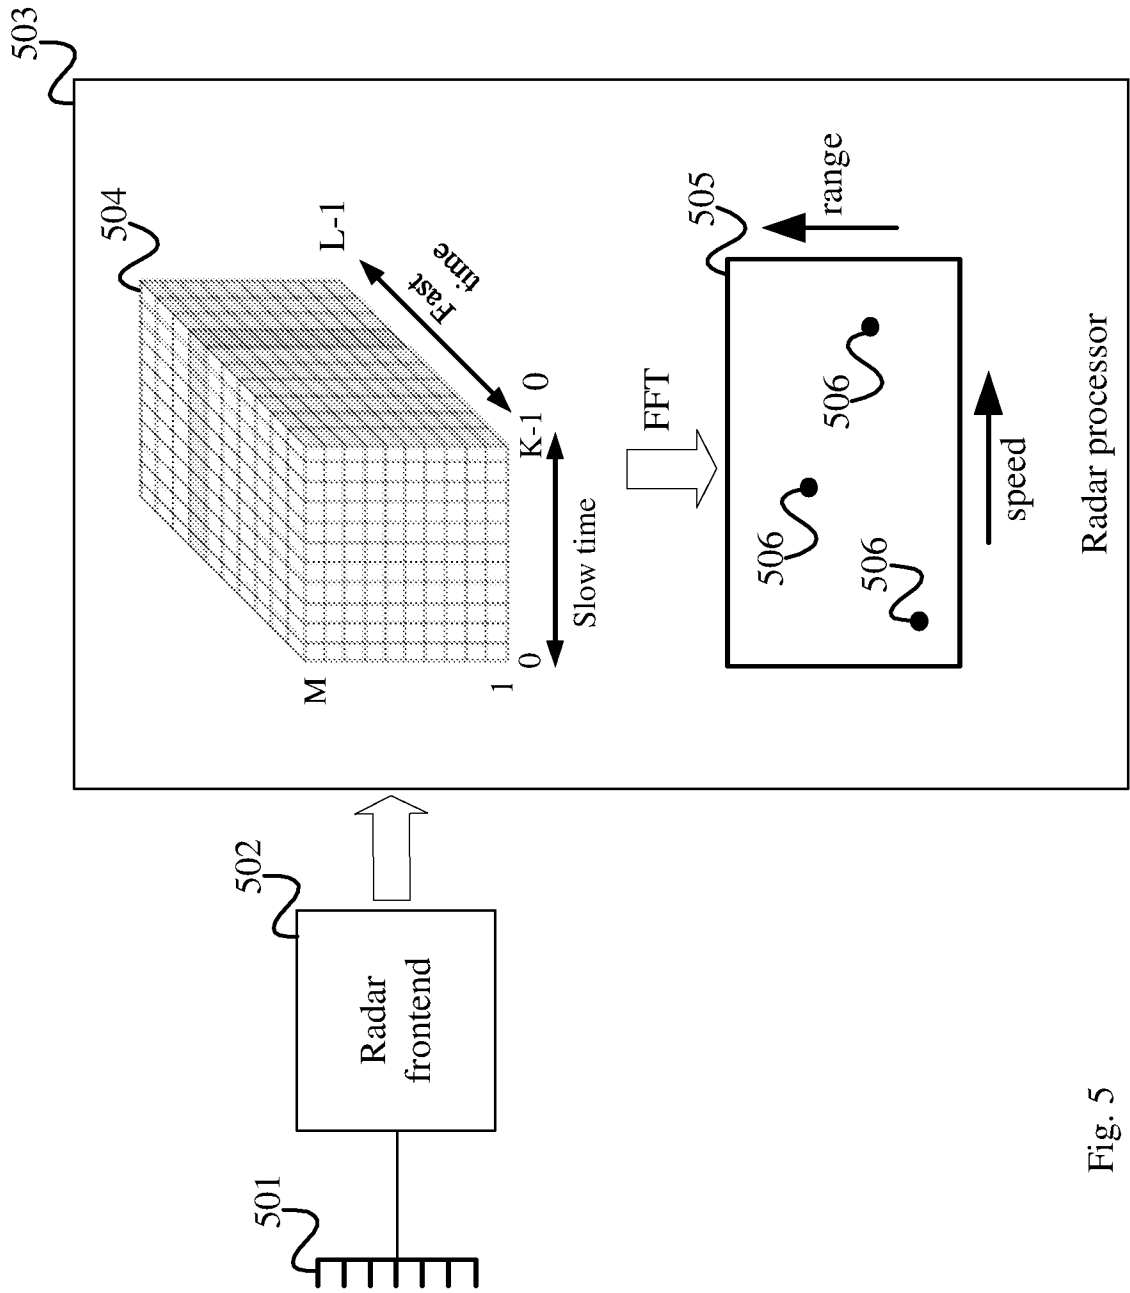 503
504
M
1
0
K-1
0
L-1
Fast
time
Slow time
FFT
505
range
506
506
506
speed
Radar processor
502
Radar
frontend
501
Fig. 5